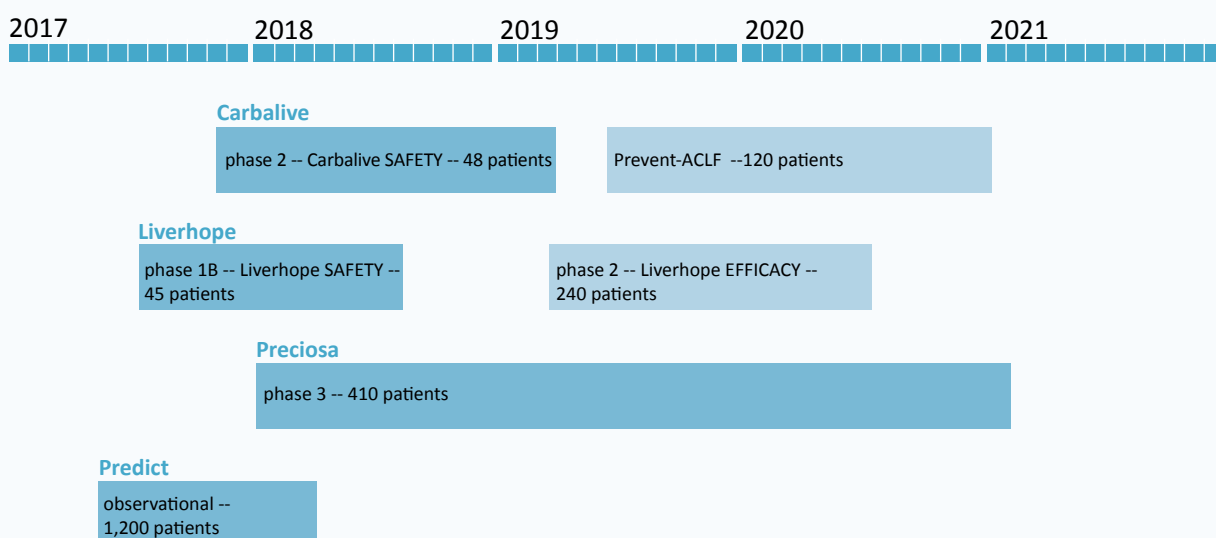 2017 2018 2019 2020 2021
Carbalive
phase 2 -- Carbalive SAFETY -- 48 patients
Prevent-ACLF --120 patients
Liverhope
phase 1B -- Liverhope SAFETY --
45 patients
phase 2 -- Liverhope EFFICACY --
240 patients
Preciosa
phase 3 -- 410 patients
Predict
observational --
1,200 patients